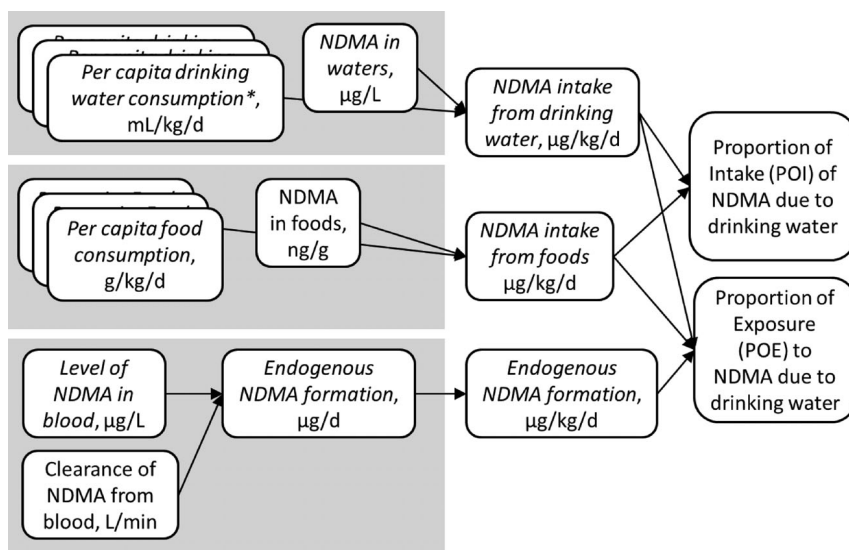 Per capita drinking
water consumption*,
mL/kg/d
NDMA in
waters,
µg/L
NDMA intake
from drinking
water, µg/kg/d
Proportion of
Intake (POI) of
NDMA due to
drinking water
Per capita food
consumption,
g/kg/d
NDMA
in foods,
ng/g
NDMA intake
from foods
µg/kg/d
Proportion of
Exposure
(POE) to
NDMA due to
drinking water
Level of
NDMA in
blood, µg/L
Endogenous
NDMA formation,
µg/d
Endogenous
NDMA formation,
µg/kg/d
Clearance of
NDMA from
blood, L/min